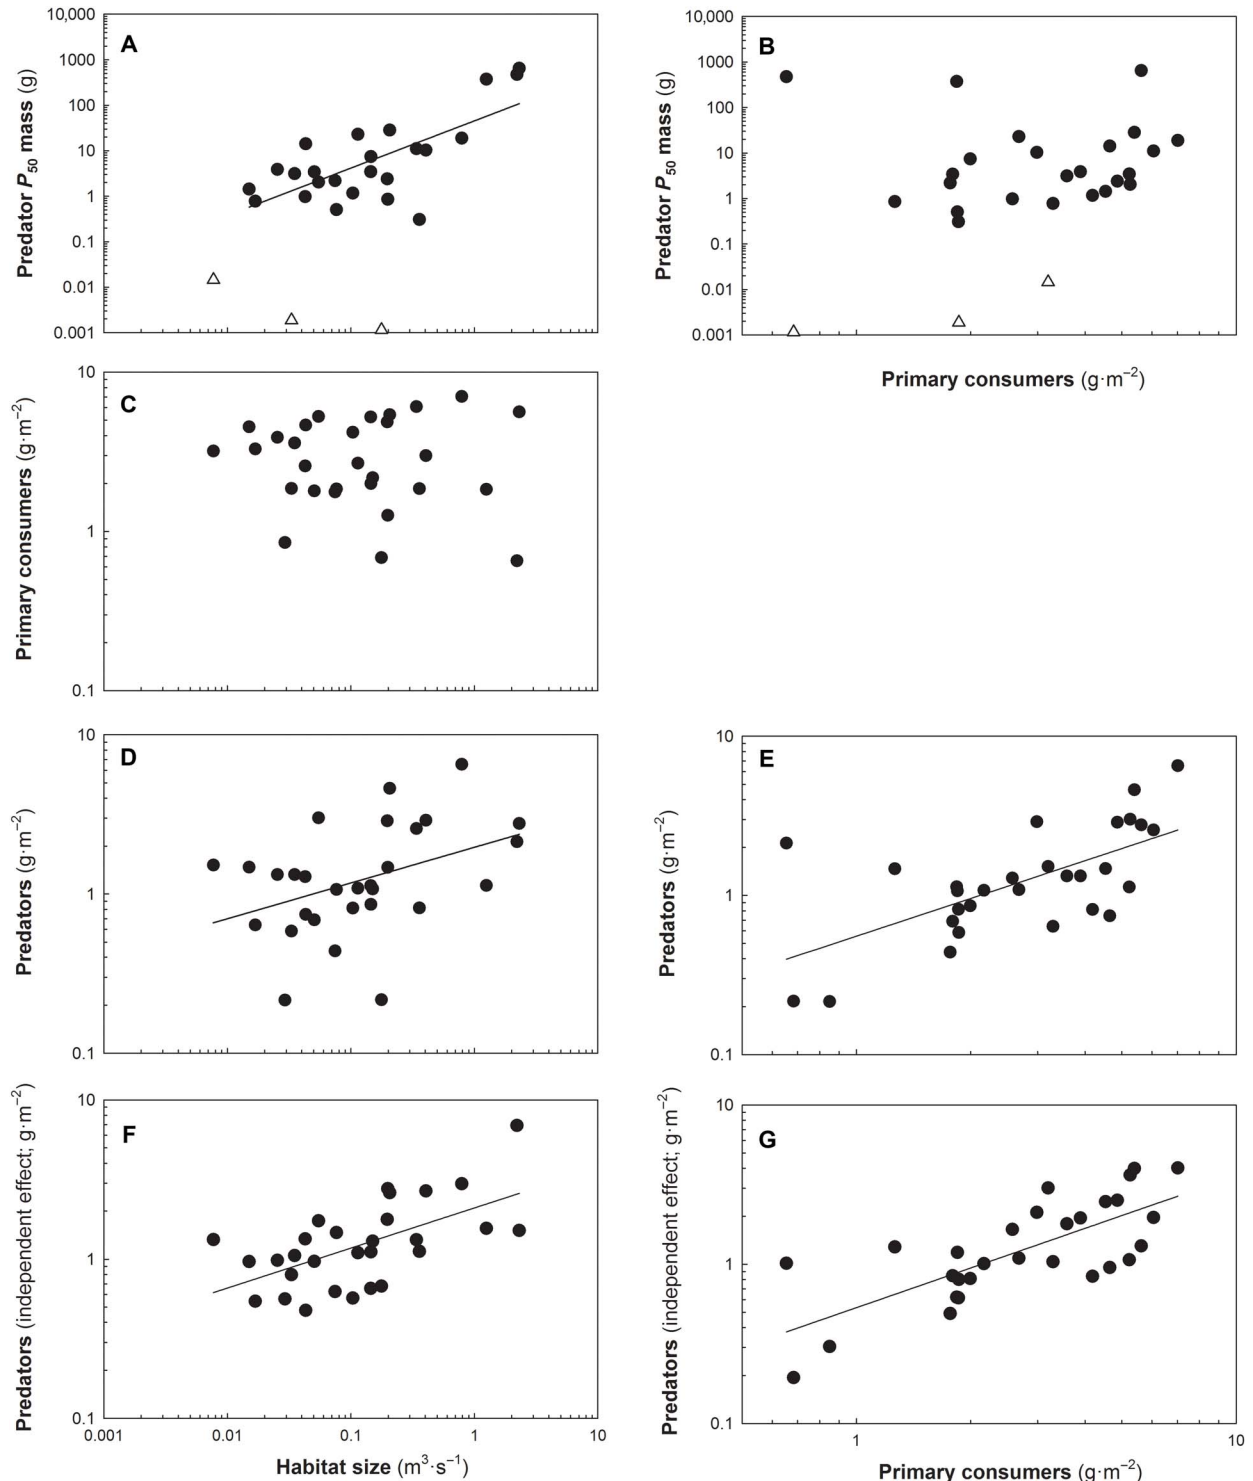 A
10,000
1000
100
10
1
0.1
0.01
0.001
Predator P50 mass (g)
B
10,000
1000
100
10
1
0.1
0.01
0.001
Predator P50 mass (g)
Primary consumers (g·m−2)
C
10
1
0.1
Primary consumers (g·m−2)
D
10
1
0.1
Predators (g·m−2)
E
10
1
0.1
Predators (g·m−2)
F
10
1
0.1
Predators (independent effect; g·m−2)
0.001 0.01 0.1 1 10
Habitat size (m3·s−1)
G
10
1
0.1
Predators (independent effect; g·m−2)
1 10
Primary consumers (g·m−2)